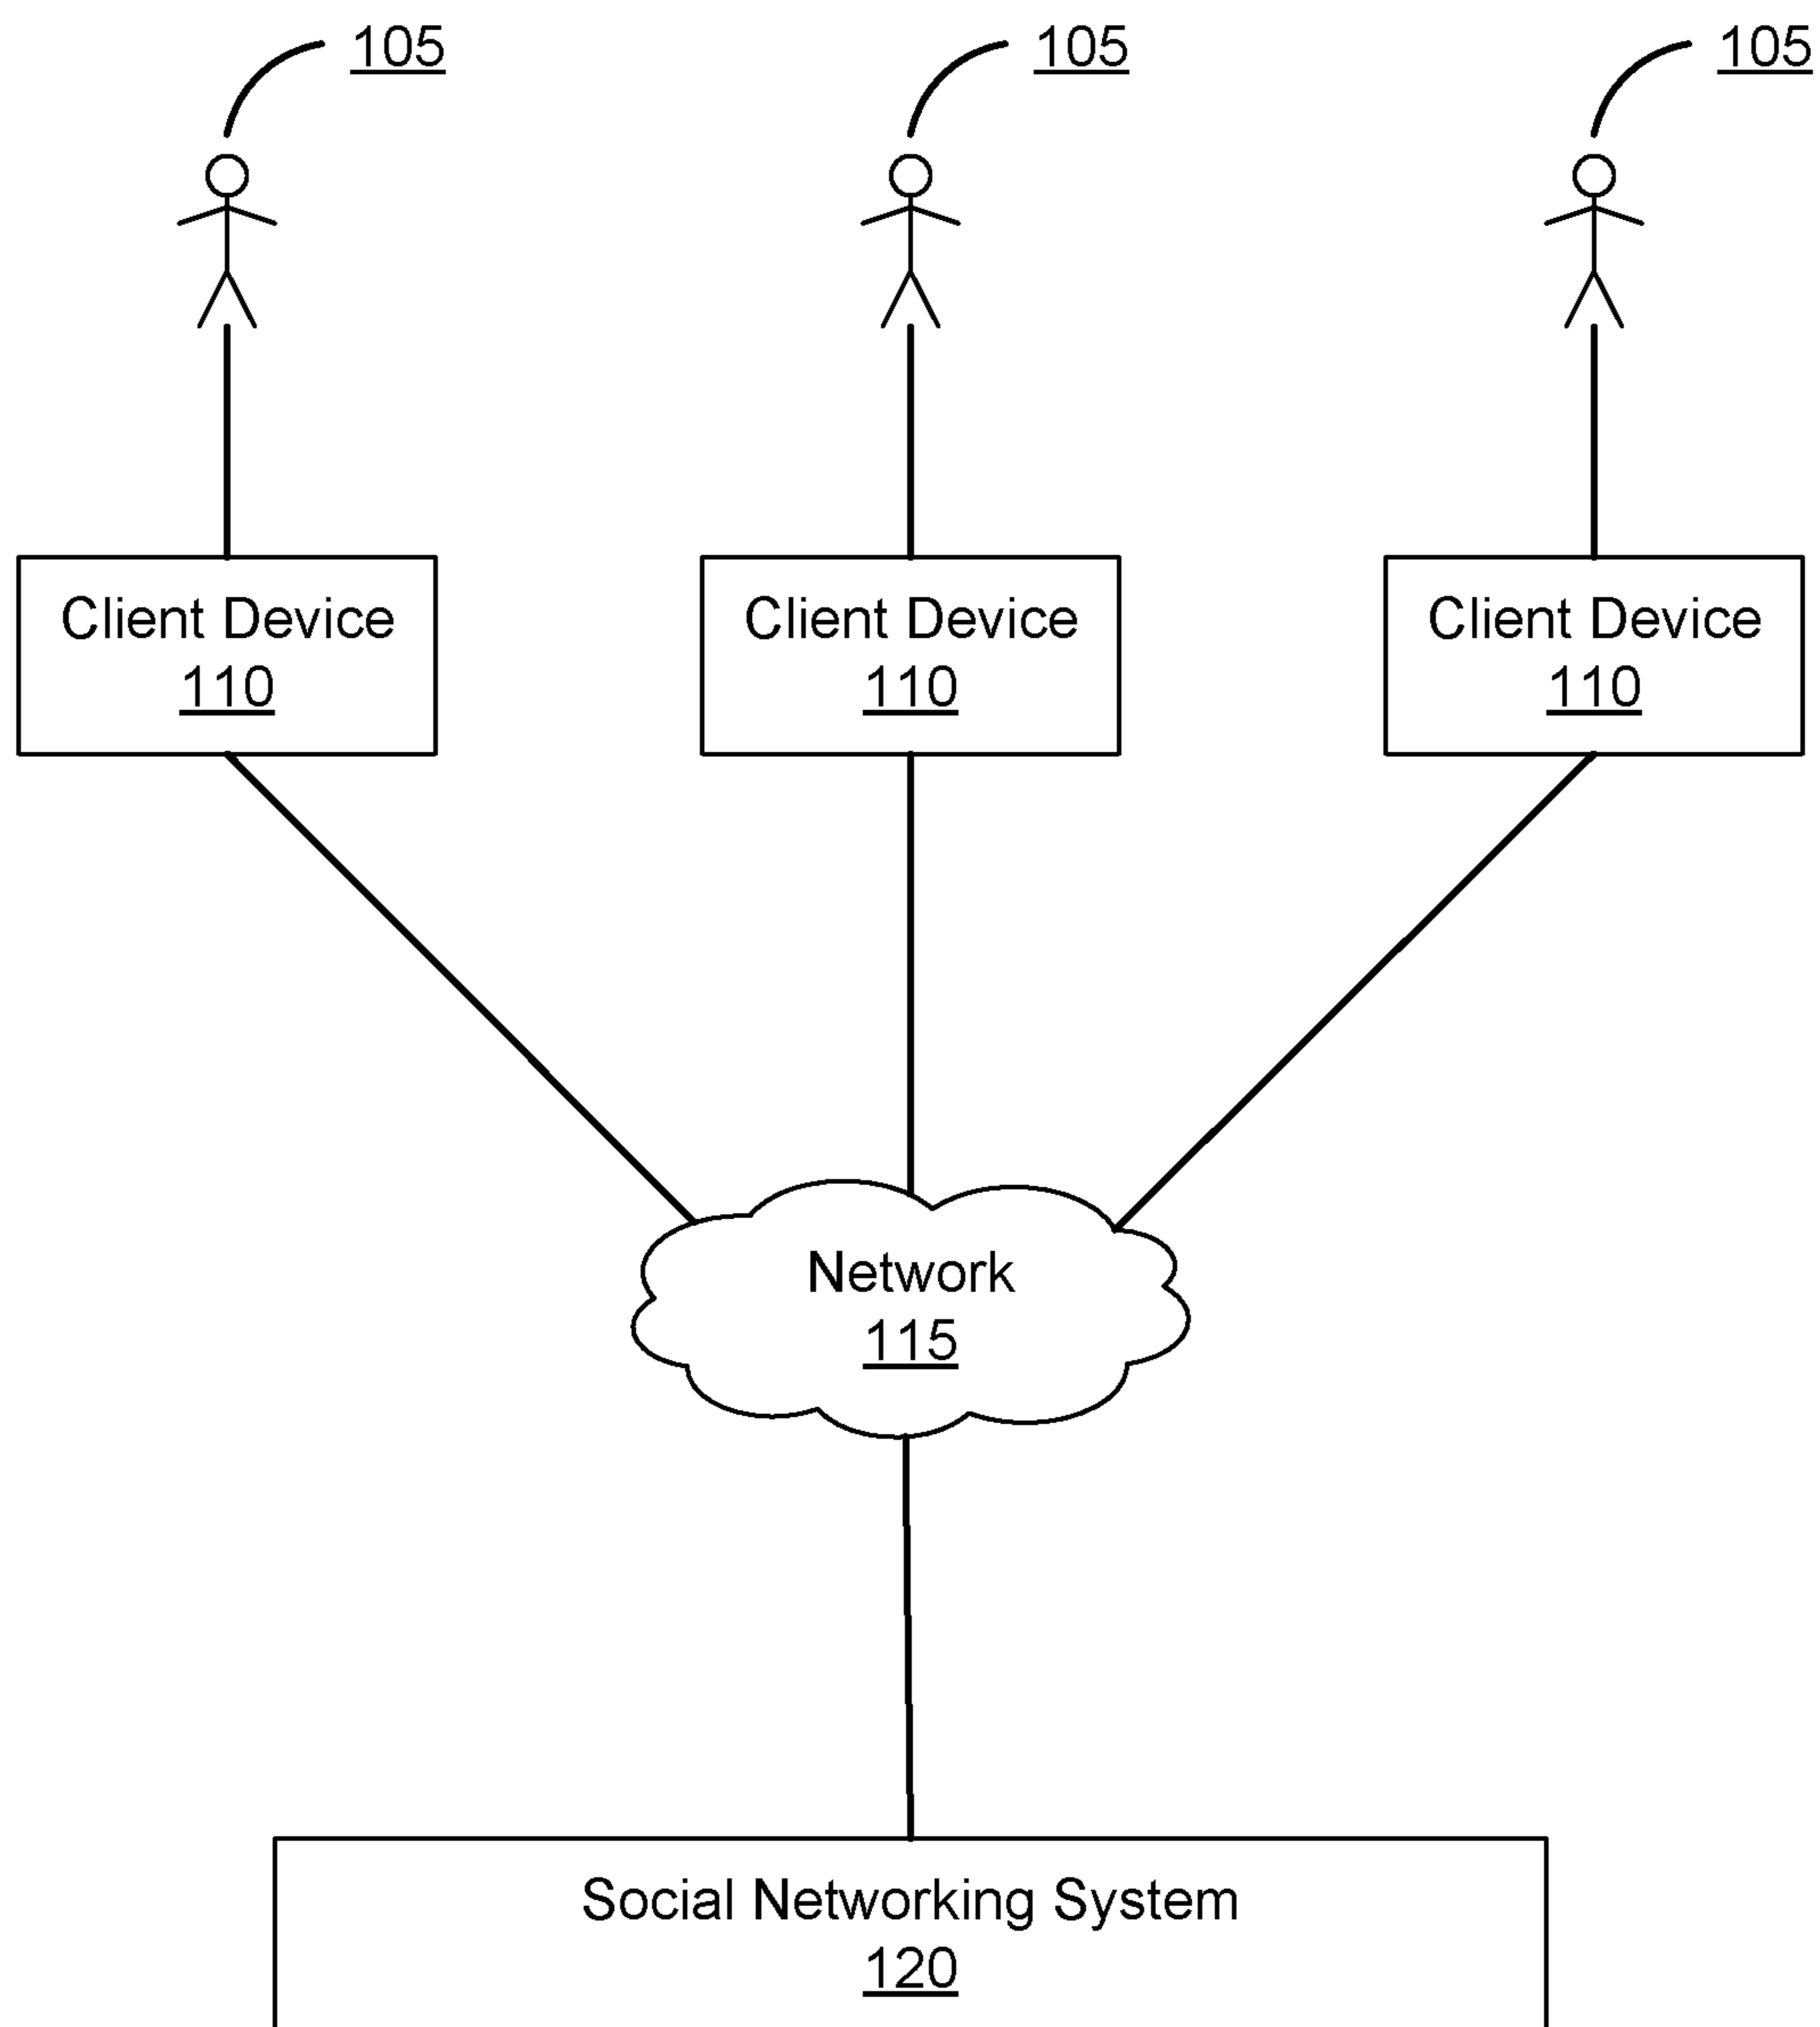 105 105 105
Client Device Client Device Client Device
110 110 110
Network
115
Social Networking System
120